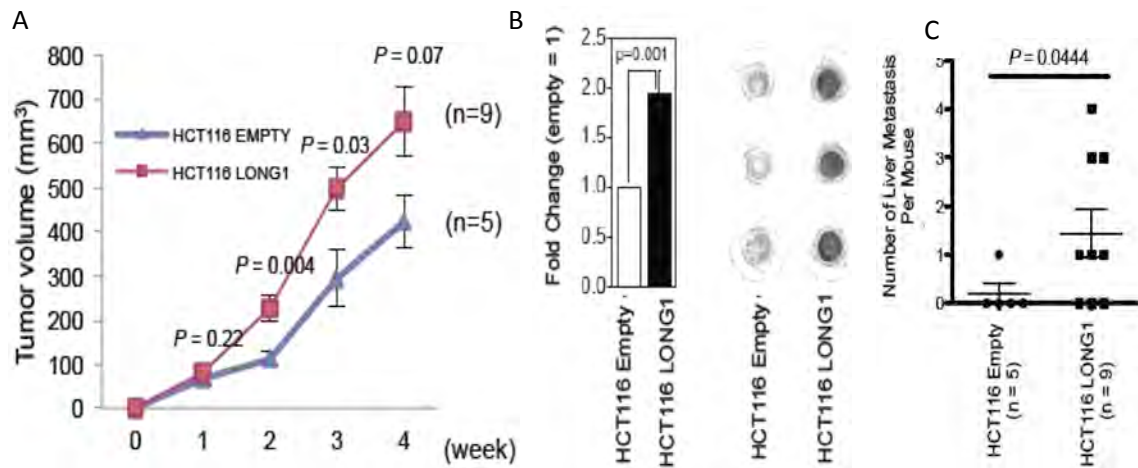 A
Tumor volume (mm³)
800
700
600
500
400
300
200
100
0
0 1 2 3 4 (week)
HCT116 EMPTY
HCT116 LONG1
P = 0.22
P = 0.004
P = 0.03
P = 0.07
(n=9)
(n=5)
B
Fold Change (empty = 1)
2.5
2.0
1.5
1.0
0.5
0.0
p=0.001
HCT116 Empty
HCT116 LONG1
HCT116 Empty
HCT116 LONG1
C
P = 0.0444
Number of Liver Metastasis
Per Mouse
5
4
3
2
1
0
HCT116 Empty
(n = 5)
HCT116 LONG1
(n = 9)